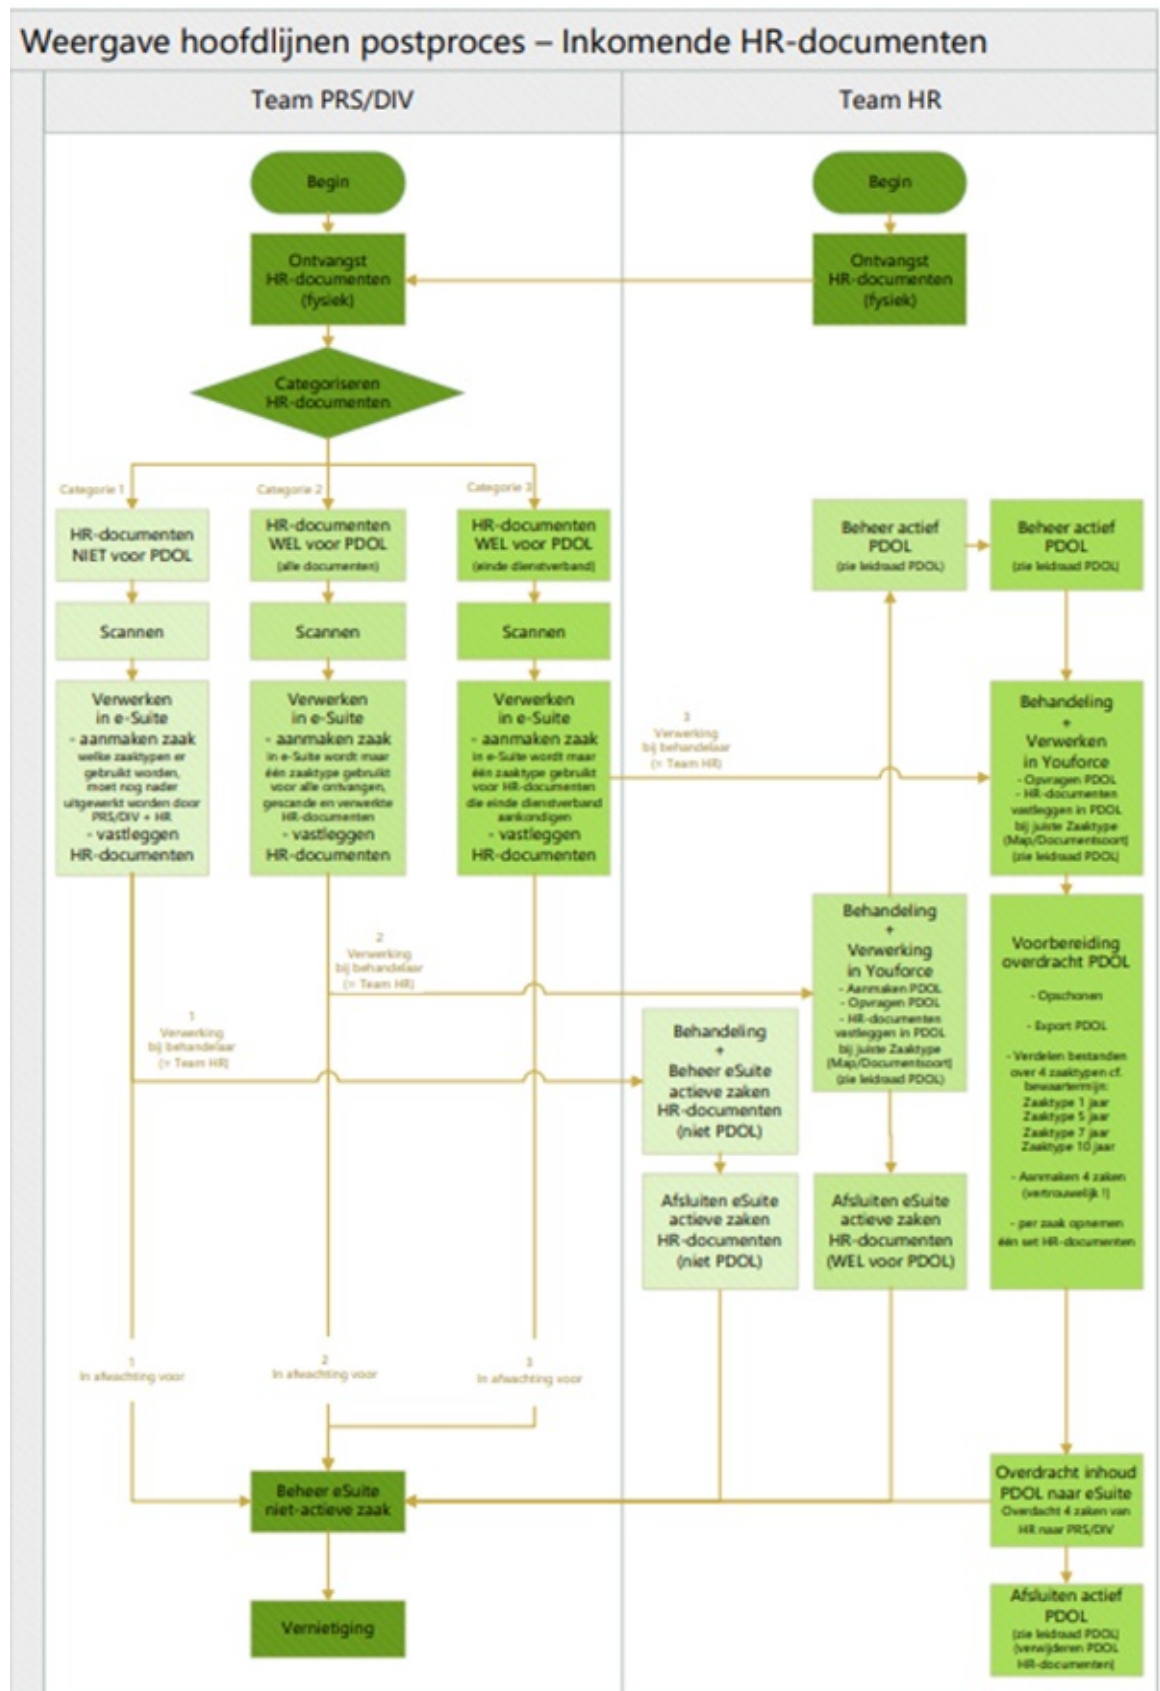 Weergave hoofdlijnen postproces – Inkomende HR-documenten
Team PRS/DIV
Team HR
Begin
Begin
Ontvangst
HR-documenten
(fysiek)
Ontvangst
HR-documenten
(fysiek)
Categoriseren
HR-documenten
Categorie 1
Categorie 2
Categorie 3
HR-documenten
NIET voor PDOL
HR-documenten
WEL voor PDOL
(alle documenten)
HR-documenten
WEL voor PDOL
(einde dienstverband)
Beheer actief
PDOL
(zie leidraad PDOL)
Beheer actief
PDOL
(zie leidraad PDOL)
Scannen
Scannen
Scannen
Verwerken
in e-Suite
- aanmaken zaak
welke zaaktypen er
gebruikt worden,
moet nog nader
uitgewerkt worden door
PRS/DIV + HR
- vastleggen
HR-documenten
Verwerken
in e-Suite
- aanmaken zaak
in e-Suite wordt maar
één zaaktype gebruikt
voor alle ontvangen,
gescande en verwerkte
HR-documenten
- vastleggen
HR-documenten
Verwerken
in e-Suite
- aanmaken zaak
in e-Suite wordt maar
één zaaktype gebruikt
voor HR-documenten
die einde dienstverband
aankondigen
- vastleggen
HR-documenten
3
Verwerking
bij behandelaar
(= Team HR)
Behandeling
+
Verwerken
in Youforce
- Opvragen PDOL
- HR-documenten
vastleggen in PDOL
bij juiste Zaaktype
(Map/Documentsoort)
(zie leidraad PDOL)
2
Verwerking
bij behandelaar
(= Team HR)
Behandeling
+
Verwerking
in Youforce
- Aanmaken PDOL
- Opvragen PDOL
- HR-documenten
vastleggen in PDOL
bij juiste Zaaktype
(Map/Documentsoort)
(zie leidraad PDOL)
Voorbereiding
overdracht PDOL
- Opschonen
- Export PDOL
- Verdelen bestanden
over 4 zaaktypen cf.
bewaartermijn:
Zaaktype 1 jaar
Zaaktype 5 jaar
Zaaktype 7 jaar
Zaaktype 10 jaar
- Aanmaken 4 zaken
(vertrouwelijk !)
- per zaak opnemen
één set HR-documenten
1
Verwerking
bij behandelaar
(= Team HR)
Behandeling
+
Beheer eSuite
actieve zaken
HR-documenten
(niet PDOL)
Afsluiten eSuite
actieve zaken
HR-documenten
(niet PDOL)
Afsluiten eSuite
actieve zaken
HR-documenten
(WEL voor PDOL)
1
In afwachting voor
2
In afwachting voor
3
In afwachting voor
Beheer eSuite
niet-actieve zaak
Overdracht inhoud
PDOL naar eSuite
Overdacht 4 zaken van
HR naar PRS/DIV
Vernietiging
Afsluiten actief
PDOL
(zie leidraad PDOL)
(verwijderen PDOL
HR-documenten)